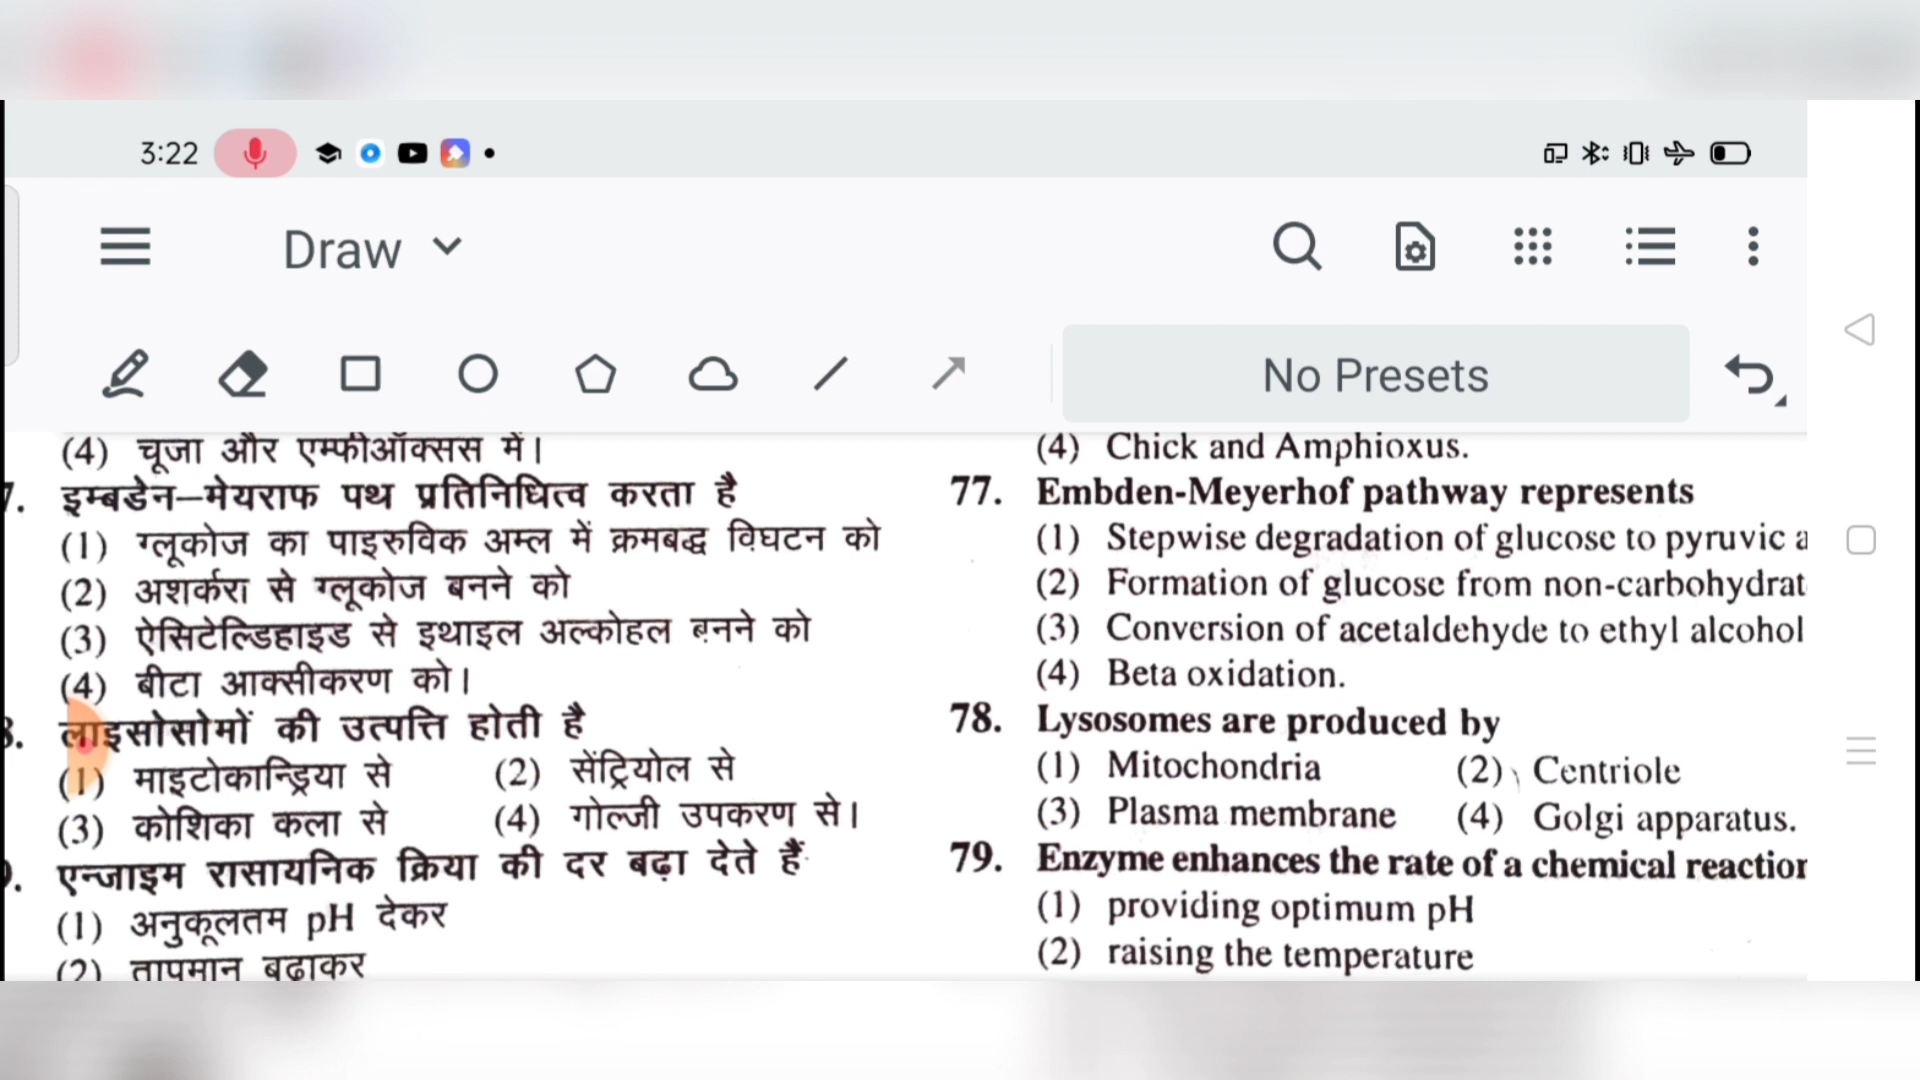 3:22
Draw
No Presets
(4) चूजा और एम्फीऑक्सस में।
7. इम्बडेन–मेयराफ पथ प्रतिनिधित्व करता है
(1) ग्लूकोज का पाइरुविक अम्ल में क्रमबद्ध विघटन को
(2) अशर्करा से ग्लूकोज बनने को
(3) ऐसिटेल्डिहाइड से इथाइल अल्कोहल बनने को
(4) बीटा आक्सीकरण को।
8. लाइसोसोमों की उत्पत्ति होती है
(1) माइटोकान्ड्रिया से (2) सेंट्रियोल से
(3) कोशिका कला से (4) गोल्जी उपकरण से।
9. एन्जाइम रासायनिक क्रिया की दर बढ़ा देते हैं
(1) अनुकूलतम pH देकर
(2) तापमान बढ़ाकर
(4) Chick and Amphioxus.
77. Embden-Meyerhof pathway represents
(1) Stepwise degradation of glucose to pyruvic a
(2) Formation of glucose from non-carbohydrat
(3) Conversion of acetaldehyde to ethyl alcohol
(4) Beta oxidation.
78. Lysosomes are produced by
(1) Mitochondria (2) Centriole
(3) Plasma membrane (4) Golgi apparatus.
79. Enzyme enhances the rate of a chemical reaction
(1) providing optimum pH
(2) raising the temperature